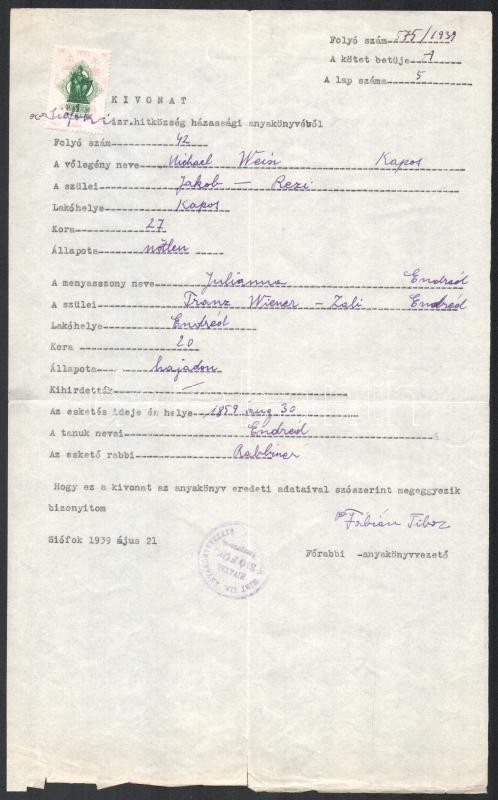 Folyó szám 575/1939
A kötet betüje A
A lap száma 5
KIVONAT
a siófoki izr.hitközség házassági anyakönyvéből
Folyó szám 42
A vőlegény neve Michael Wein Kapos
A szülei Jakob — Rezi
Lakóhelye Kapos
Kora 27
Állapota nőtlen
A menyasszony neve Julianna Endréd
A szülei Franz Wiener - Zali Endréd
Lakóhelye Endréd
Kora 20
Állapota hajadon
Kihirdették —
Az esketés ideje és helye 1859 aug 30
A tanuk nevei Endréd
Az eskető rabbi Rabbiner
Hogy ez a kivonat az anyakönyv eredeti adataival szószerint megegyezik
bizonyitom
Dr Fábián Tibor
Siófok 1939 ájus 21
Főrabbi -anyakönyvvezető
SIÓFOK